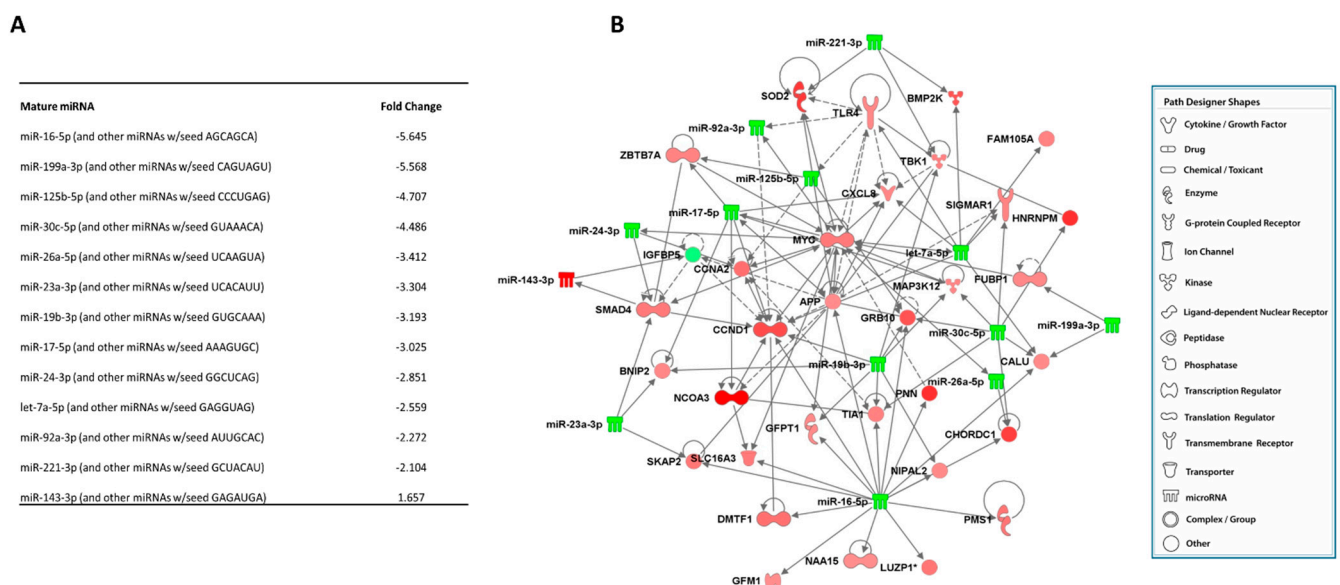 A
Mature miRNA Fold Change
miR-16-5p (and other miRNAs w/seed AGCAGCA) -5.645
miR-199a-3p (and other miRNAs w/seed CAGUAGU) -5.568
miR-125b-5p (and other miRNAs w/seed CCCUGAG) -4.707
miR-30c-5p (and other miRNAs w/seed GUAAACA) -4.486
miR-26a-5p (and other miRNAs w/seed UCAAGUA) -3.412
miR-23a-3p (and other miRNAs w/seed UCACAUU) -3.304
miR-19b-3p (and other miRNAs w/seed GUGCAAA) -3.193
miR-17-5p (and other miRNAs w/seed AAAGUGC) -3.025
miR-24-3p (and other miRNAs w/seed GGCUCAG) -2.851
let-7a-5p (and other miRNAs w/seed GAGGUAG) -2.559
miR-92a-3p (and other miRNAs w/seed AUUGCAC) -2.272
miR-221-3p (and other miRNAs w/seed GCUACAU) -2.104
miR-143-3p (and other miRNAs w/seed GAGAUGA) 1.657
B
miR-221-3p
SOD2
BMP2K
TLR4
miR-92a-3p
FAM105A
ZBTB7A
TBK1
miR-125b-5p
CXCL8
SIGMAR1
miR-17-5p
HNRNPM
miR-24-3p
MYC
let-7a-5p
IGFBP5
CCNA2
miR-143-3p
MAP3K12
FUBP1
SMAD4
APP
GRB10
CCND1
miR-30c-5p
miR-199a-3p
BNIP2
miR-19b-3p
CALU
miR-26a-5p
NCOA3
PNN
TIA1
miR-23a-3p
GFPT1
CHORDC1
SKAP2
SLC16A3
NIPAL2
miR-16-5p
DMTF1
PMS1
NAA15
LUZP1*
GFM1
Path Designer Shapes
Cytokine / Growth Factor
Drug
Chemical / Toxicant
Enzyme
G-protein Coupled Receptor
Ion Channel
Kinase
Ligand-dependent Nuclear Receptor
Peptidase
Phosphatase
Transcription Regulator
Translation Regulator
Transmembrane Receptor
Transporter
microRNA
Complex / Group
Other